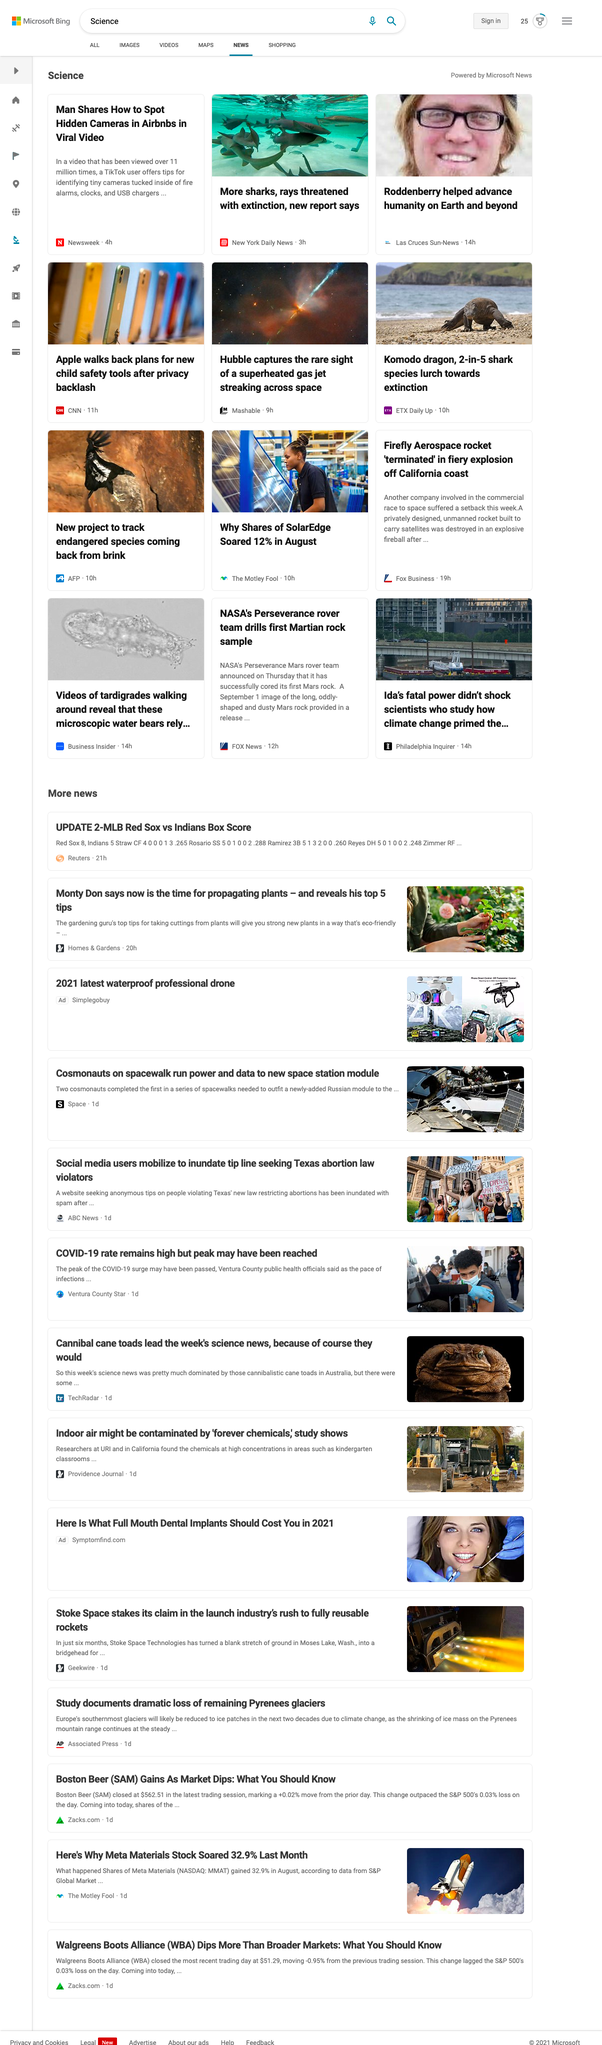 Microsoft Bing
Science
Sign in
25
ALL
IMAGES
VIDEOS
MAPS
NEWS
SHOPPING
Science
Powered by Microsoft News
Man Shares How to Spot
Hidden Cameras in Airbnbs in
Viral Video
In a video that has been viewed over 11
million times, a TikTok user offers tips for
identifying tiny cameras tucked inside of fire
alarms, clocks, and USB chargers ...
Newsweek · 4h
More sharks, rays threatened
with extinction, new report says
New York Daily News · 3h
Roddenberry helped advance
humanity on Earth and beyond
Las Cruces Sun-News · 14h
Apple walks back plans for new
child safety tools after privacy
backlash
CNN · 11h
Hubble captures the rare sight
of a superheated gas jet
streaking across space
Mashable · 9h
Komodo dragon, 2-in-5 shark
species lurch towards
extinction
ETX Daily Up · 10h
New project to track
endangered species coming
back from brink
AFP · 10h
Why Shares of SolarEdge
Soared 12% in August
The Motley Fool · 10h
Firefly Aerospace rocket
'terminated' in fiery explosion
off California coast
Another company involved in the commercial
race to space suffered a setback this week.A
privately designed, unmanned rocket built to
carry satellites was destroyed in an explosive
fireball after ...
Fox Business · 19h
Videos of tardigrades walking
around reveal that these
microscopic water bears rely...
Business Insider · 14h
NASA's Perseverance rover
team drills first Martian rock
sample
NASA's Perseverance Mars rover team
announced on Thursday that it has
successfully cored its first Mars rock. A
September 1 image of the long, oddly-
shaped and dusty Mars rock provided in a
release ...
FOX News · 12h
Ida's fatal power didn't shock
scientists who study how
climate change primed the...
Philadelphia Inquirer · 14h
More news
UPDATE 2-MLB Red Sox vs Indians Box Score
Red Sox 8, Indians 5 Straw CF 4 0 0 0 1 3 .265 Rosario SS 5 0 1 0 0 2 .288 Ramirez 3B 5 1 3 2 0 0 .260 Reyes DH 5 0 1 0 0 2 .248 Zimmer RF ...
Reuters · 21h
Monty Don says now is the time for propagating plants – and reveals his top 5
tips
The gardening guru's top tips for taking cuttings from plants will give you strong new plants in a way that's eco-friendly
– ...
Homes & Gardens · 20h
2021 latest waterproof professional drone
Ad Simplegobuy
Cosmonauts on spacewalk run power and data to new space station module
Two cosmonauts completed the first in a series of spacewalks needed to outfit a newly-added Russian module to the ...
Space · 1d
Social media users mobilize to inundate tip line seeking Texas abortion law
violators
A website seeking anonymous tips on people violating Texas' new law restricting abortions has been inundated with
spam after ...
ABC News · 1d
COVID-19 rate remains high but peak may have been reached
The peak of the COVID-19 surge may have been passed, Ventura County public health officials said as the pace of
infections ...
Ventura County Star · 1d
Cannibal cane toads lead the week's science news, because of course they
would
So this week's science news was pretty much dominated by those cannibalistic cane toads in Australia, but there were
some ...
TechRadar · 1d
Indoor air might be contaminated by 'forever chemicals,' study shows
Researchers at URI and in California found the chemicals at high concentrations in areas such as kindergarten
classrooms ...
Providence Journal · 1d
Here Is What Full Mouth Dental Implants Should Cost You in 2021
Ad Symptomfind.com
Stoke Space stakes its claim in the launch industry's rush to fully reusable
rockets
In just six months, Stoke Space Technologies has turned a blank stretch of ground in Moses Lake, Wash., into a
bridgehead for ...
Geekwire · 1d
Study documents dramatic loss of remaining Pyrenees glaciers
Europe's southernmost glaciers will likely be reduced to ice patches in the next two decades due to climate change, as the shrinking of ice mass on the Pyrenees
mountain range continues at the steady ...
AP Associated Press · 1d
Boston Beer (SAM) Gains As Market Dips: What You Should Know
Boston Beer (SAM) closed at $562.51 in the latest trading session, marking a +0.02% move from the prior day. This change outpaced the S&P 500's 0.03% loss on
the day. Coming into today, shares of the ...
Zacks.com · 1d
Here's Why Meta Materials Stock Soared 32.9% Last Month
What happened Shares of Meta Materials (NASDAQ: MMAT) gained 32.9% in August, according to data from S&P
Global Market ...
The Motley Fool · 1d
Walgreens Boots Alliance (WBA) Dips More Than Broader Markets: What You Should Know
Walgreens Boots Alliance (WBA) closed the most recent trading day at $51.29, moving -0.95% from the previous trading session. This change lagged the S&P 500's
0.03% loss on the day. Coming into today, ...
Zacks.com · 1d
Privacy and Cookies
Legal New
Advertise
About our ads
Help
Feedback
© 2021 Microsoft